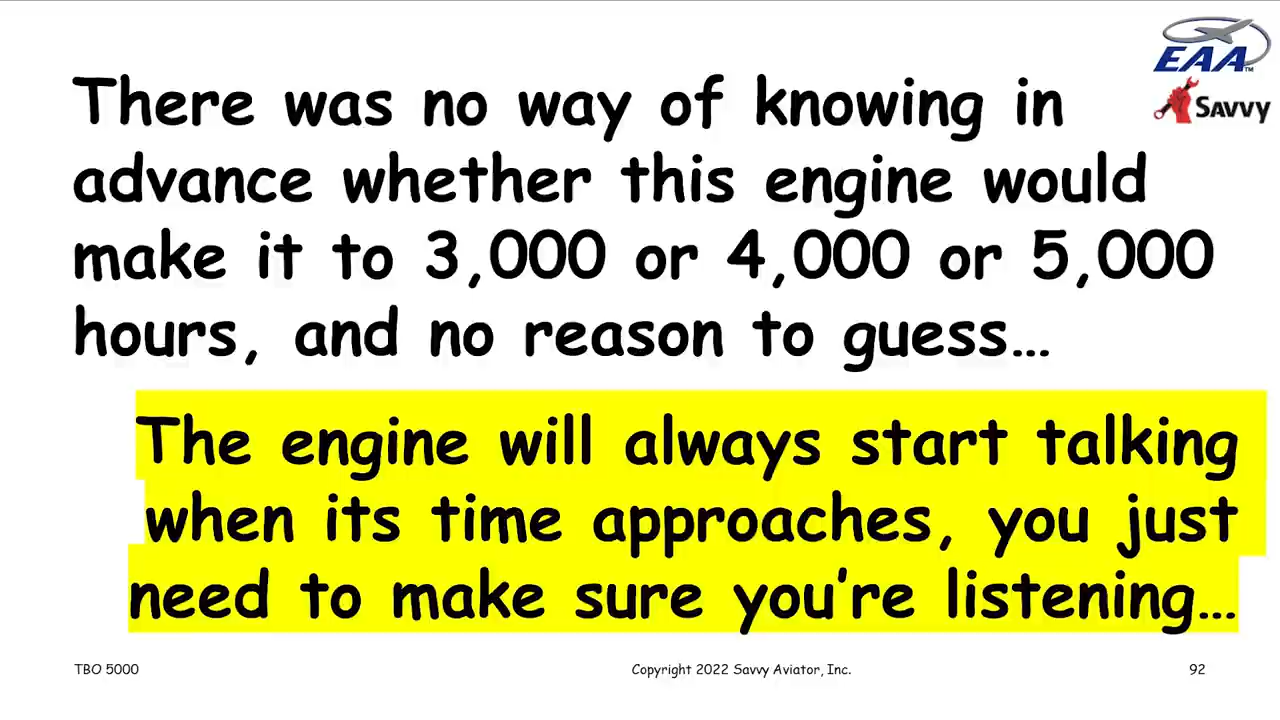 EAA™
Savvy
There was no way of knowing in
advance whether this engine would
make it to 3,000 or 4,000 or 5,000
hours, and no reason to guess…
The engine will always start talking
when its time approaches, you just
need to make sure you’re listening…
TBO 5000
Copyright 2022 Savvy Aviator, Inc.
92